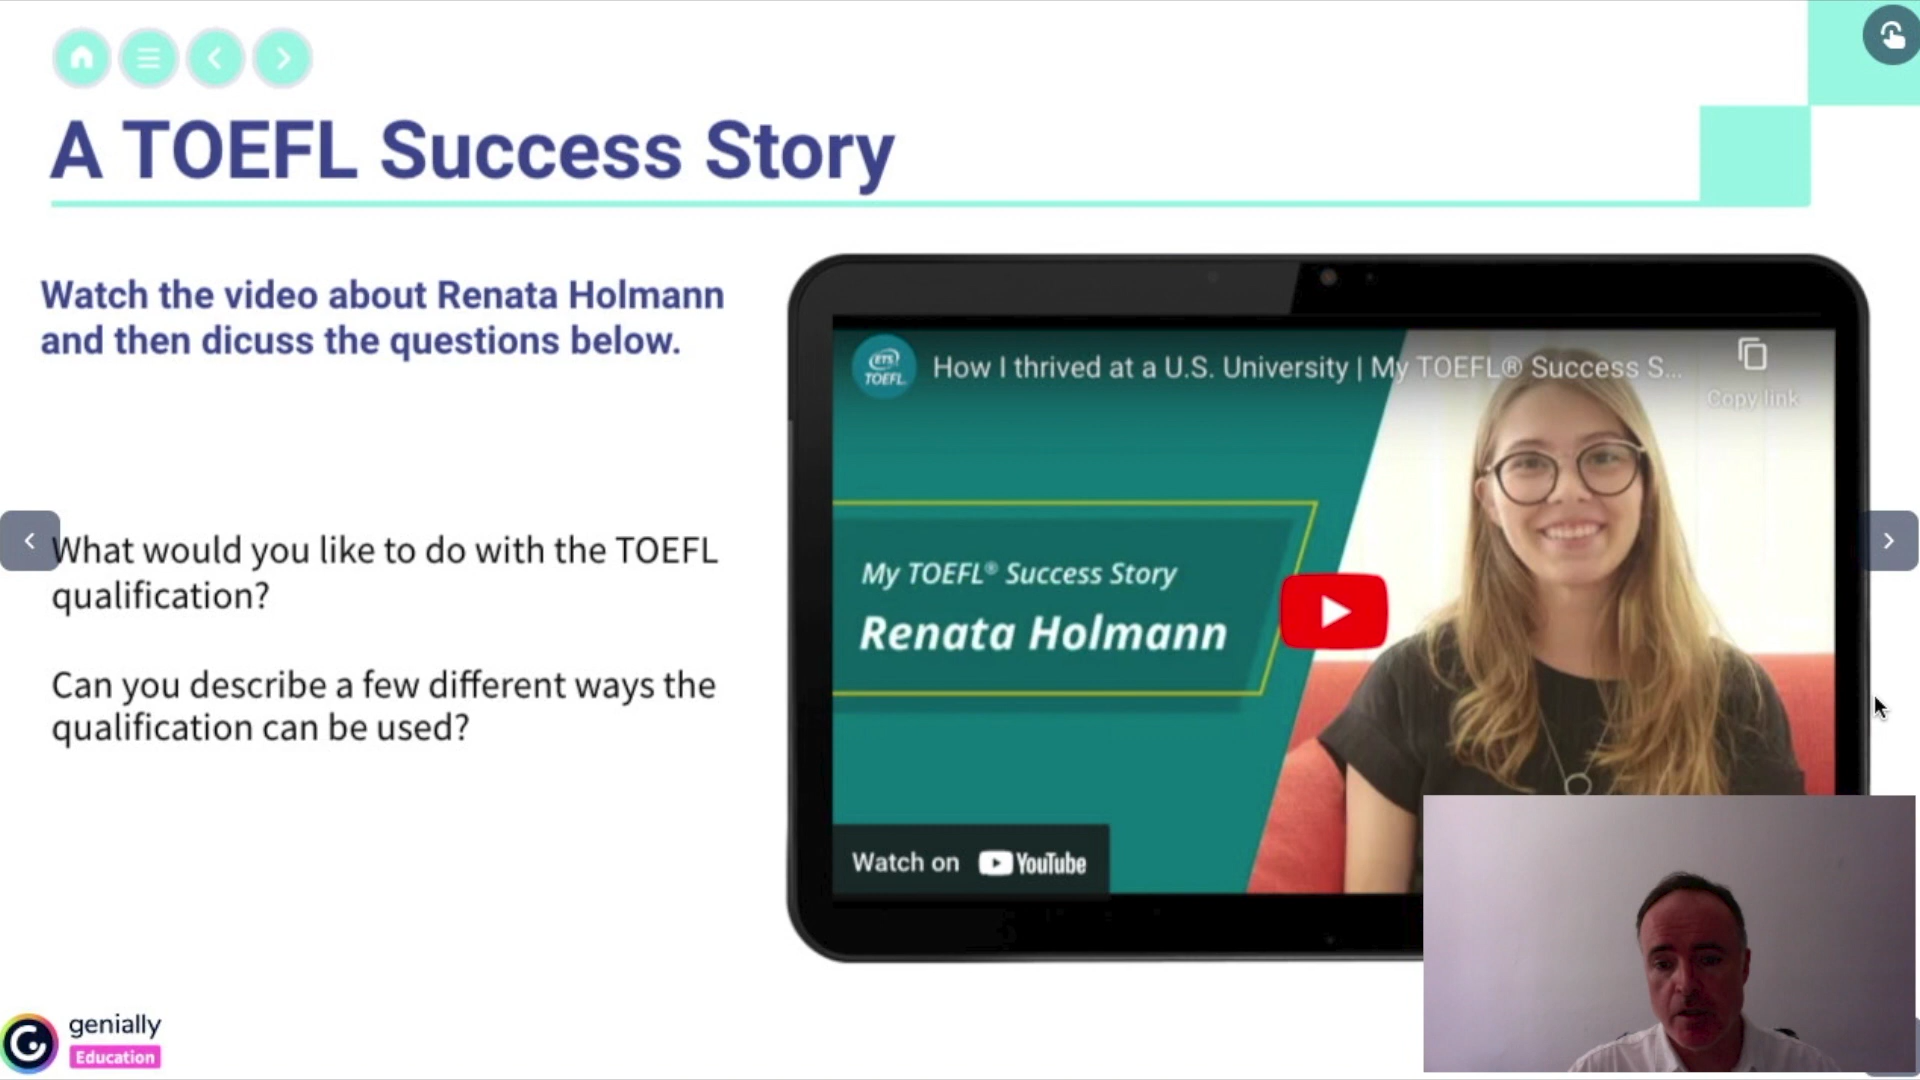 A TOEFL Success Story
Watch the video about Renata Holmann
and then dicuss the questions below.
What would you like to do with the TOEFL
qualification?
Can you describe a few different ways the
qualification can be used?
ETS
TOEFL
How I thrived at a U.S. University | My TOEFL® Success S...
Copy link
My TOEFL® Success Story
Renata Holmann
Watch on YouTube
genially
Education